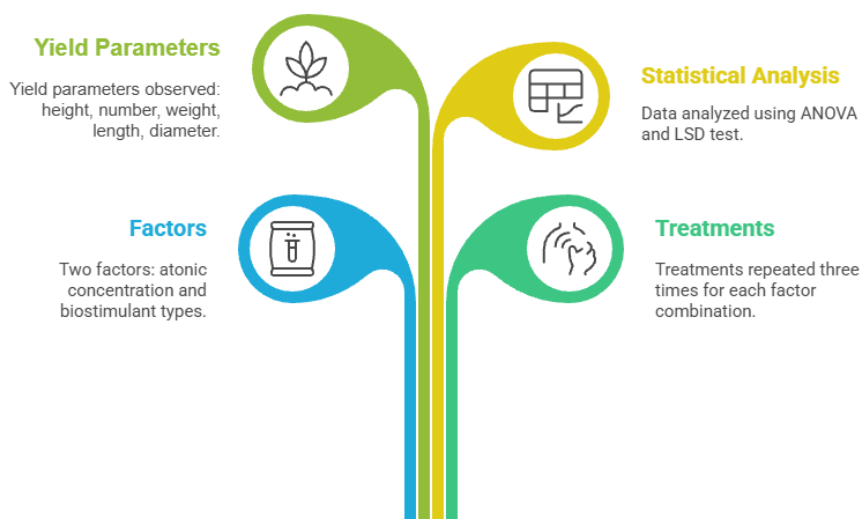 Yield Parameters
Yield parameters observed:
height, number, weight,
length, diameter.
Statistical Analysis
Data analyzed using ANOVA
and LSD test.
Factors
Two factors: atonic
concentration and
biostimulant types.
Treatments
Treatments repeated three
times for each factor
combination.